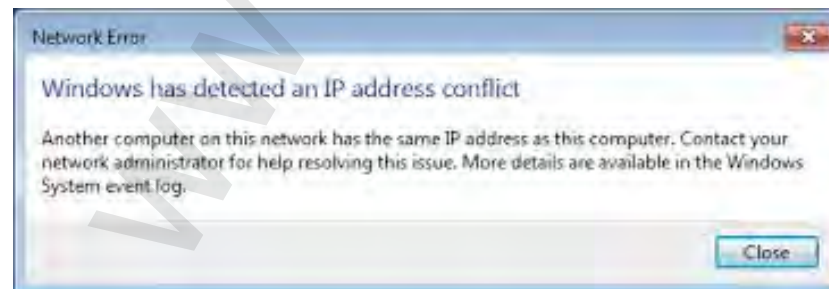 Network Error
Windows has detected an IP address conflict
Another computer on this network has the same IP address as this computer. Contact your
network administrator for help resolving this issue. More details are available in the Windows
System event log.
Close